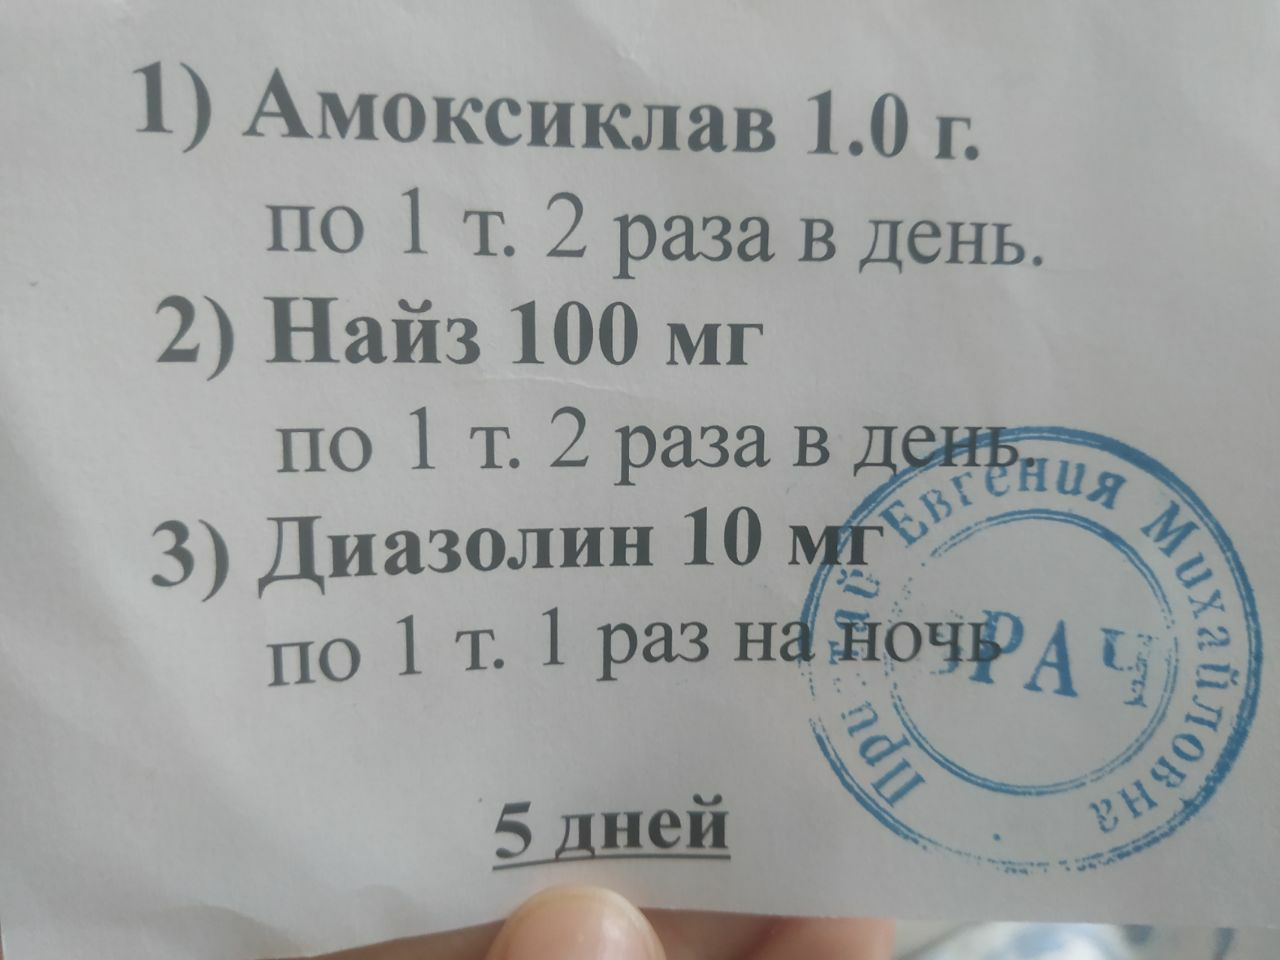 1) Амоксиклав 1.0 г.
по 1 т. 2 раза в день.
2) Найз 100 мг
по 1 т. 2 раза в день.
3) Диазолин 10 мг
по 1 т. 1 раз на ночь
5 дней
Евгения Михайловна